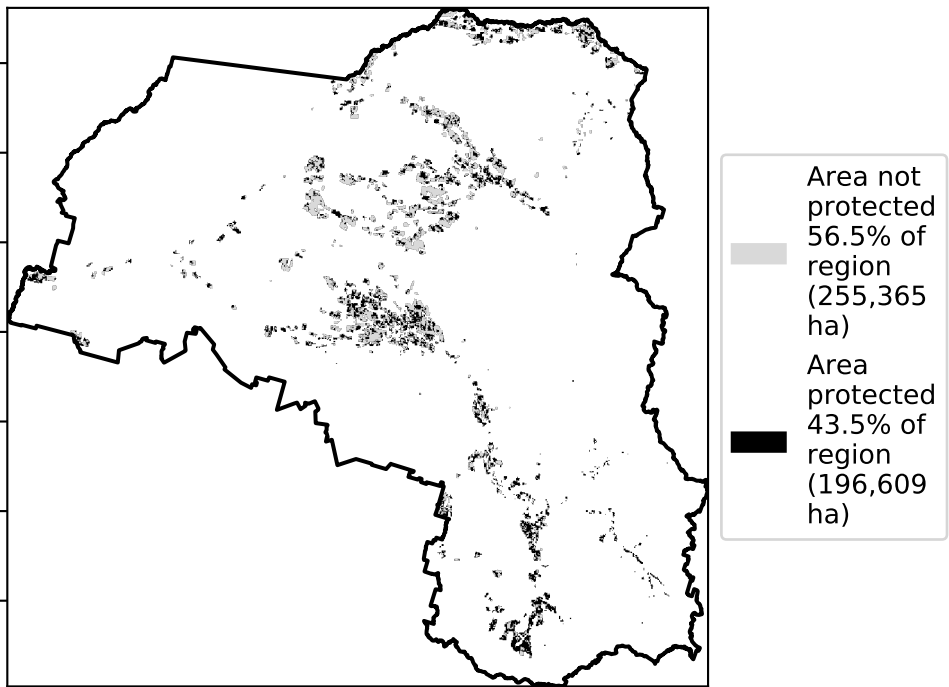 Area not
protected
56.5% of
region
(255,365
ha)
Area
protected
43.5% of
region
(196,609
ha)